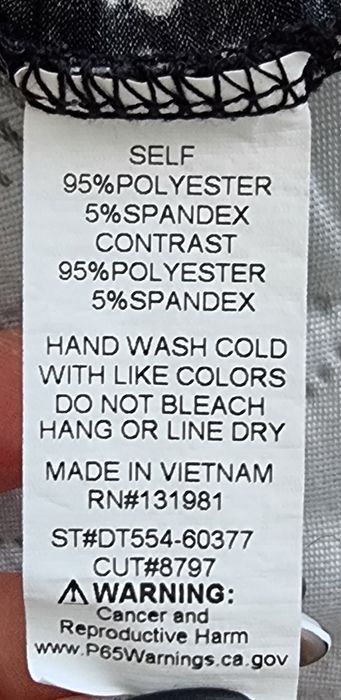 SELF
95%POLYESTER
5%SPANDEX
CONTRAST
95%POLYESTER
5%SPANDEX
HAND WASH COLD
WITH LIKE COLORS
DO NOT BLEACH
HANG OR LINE DRY
MADE IN VIETNAM
RN#131981
ST#DT554-60377
CUT#8797
⚠WARNING:
Cancer and
Reproductive Harm
www.P65Warnings.ca.gov